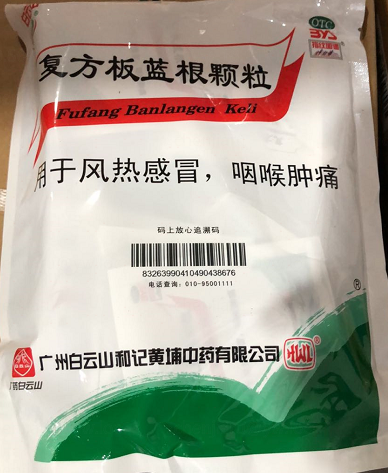 OTC
BYS
复方板蓝根颗粒
Fufang Banlangen Keli
用于风热感冒，咽喉肿痛
码上放心追溯码
83263990410490438676
电话查询：010-95001111
®
广州白云山和记黄埔中药有限公司
HWL
白云山